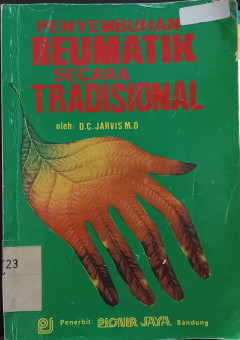 PENYEMBUHAN
REUMATIK
SECARA
TRADISIONAL
oleh: D.C. JARVIS M.D
723
PJ Penerbit: PIONIR JAYA Bandung